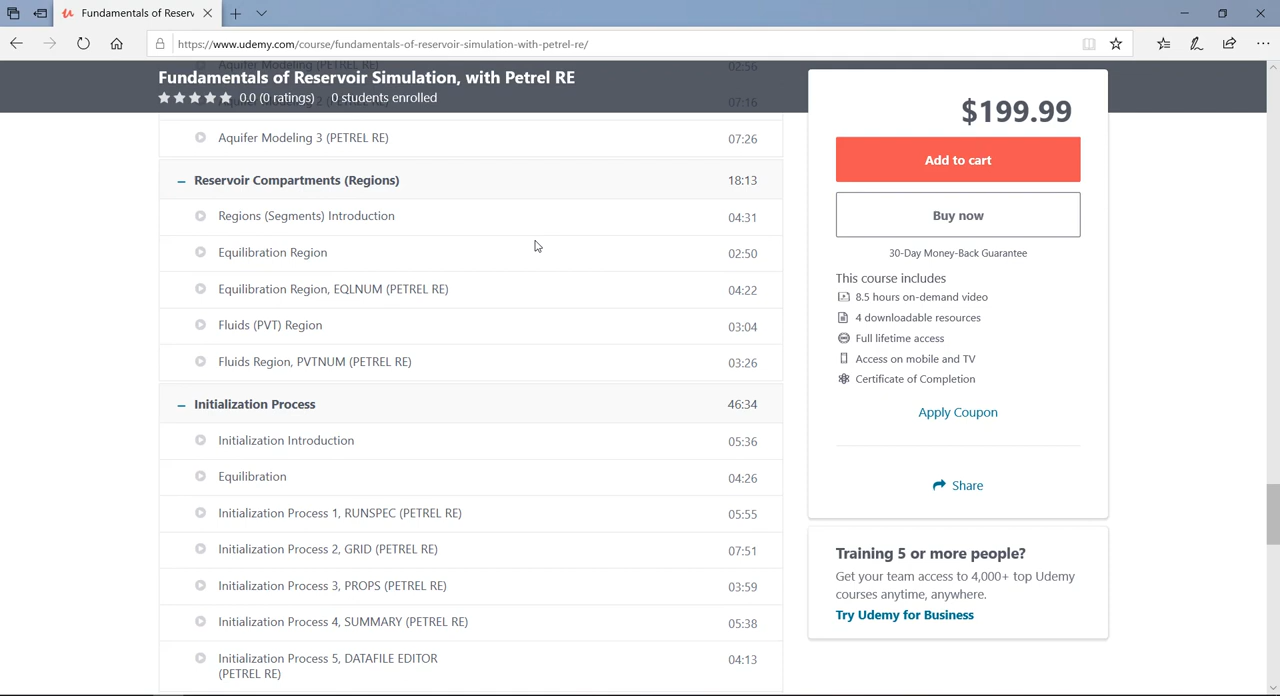 Fundamentals of Reserv
https://www.udemy.com/course/fundamentals-of-reservoir-simulation-with-petrel-re/
Fundamentals of Reservoir Simulation, with Petrel RE
0.0 (0 ratings) 0 students enrolled
Aquifer Modeling (PETREL RE) 02:56
07:16
Aquifer Modeling 3 (PETREL RE) 07:26
Reservoir Compartments (Regions) 18:13
Regions (Segments) Introduction 04:31
Equilibration Region 02:50
Equilibration Region, EQLNUM (PETREL RE) 04:22
Fluids (PVT) Region 03:04
Fluids Region, PVTNUM (PETREL RE) 03:26
Initialization Process 46:34
Initialization Introduction 05:36
Equilibration 04:26
Initialization Process 1, RUNSPEC (PETREL RE) 05:55
Initialization Process 2, GRID (PETREL RE) 07:51
Initialization Process 3, PROPS (PETREL RE) 03:59
Initialization Process 4, SUMMARY (PETREL RE) 05:38
Initialization Process 5, DATAFILE EDITOR 04:13
(PETREL RE)
$199.99
Add to cart
Buy now
30-Day Money-Back Guarantee
This course includes
8.5 hours on-demand video
4 downloadable resources
Full lifetime access
Access on mobile and TV
Certificate of Completion
Apply Coupon
Share
Training 5 or more people?
Get your team access to 4,000+ top Udemy
courses anytime, anywhere.
Try Udemy for Business